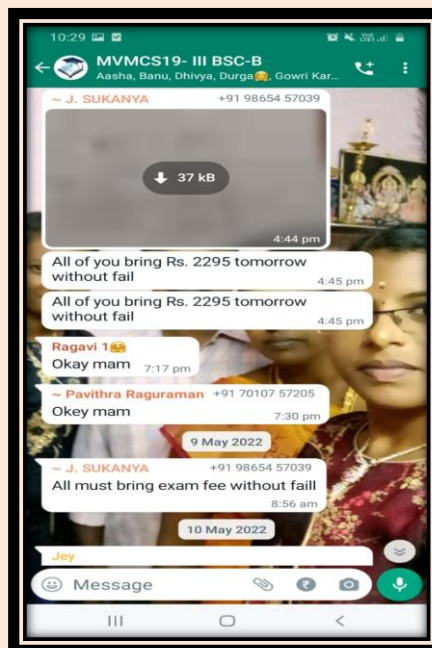 10:29
MVMCS19- III BSC-B
Aasha, Banu, Dhivya, Durga🤗, Gowri Kar...
~ J. SUKANYA +91 98654 57039
37 kB
4:44 pm
All of you bring Rs. 2295 tomorrow
without fail
4:45 pm
All of you bring Rs. 2295 tomorrow
without fail
4:45 pm
Ragavi 1🤗
Okay mam 7:17 pm
~ Pavithra Raguraman +91 70107 57205
Okey mam
7:30 pm
9 May 2022
~ J. SUKANYA +91 98654 57039
All must bring exam fee without faill
8:56 am
10 May 2022
Jey
Message